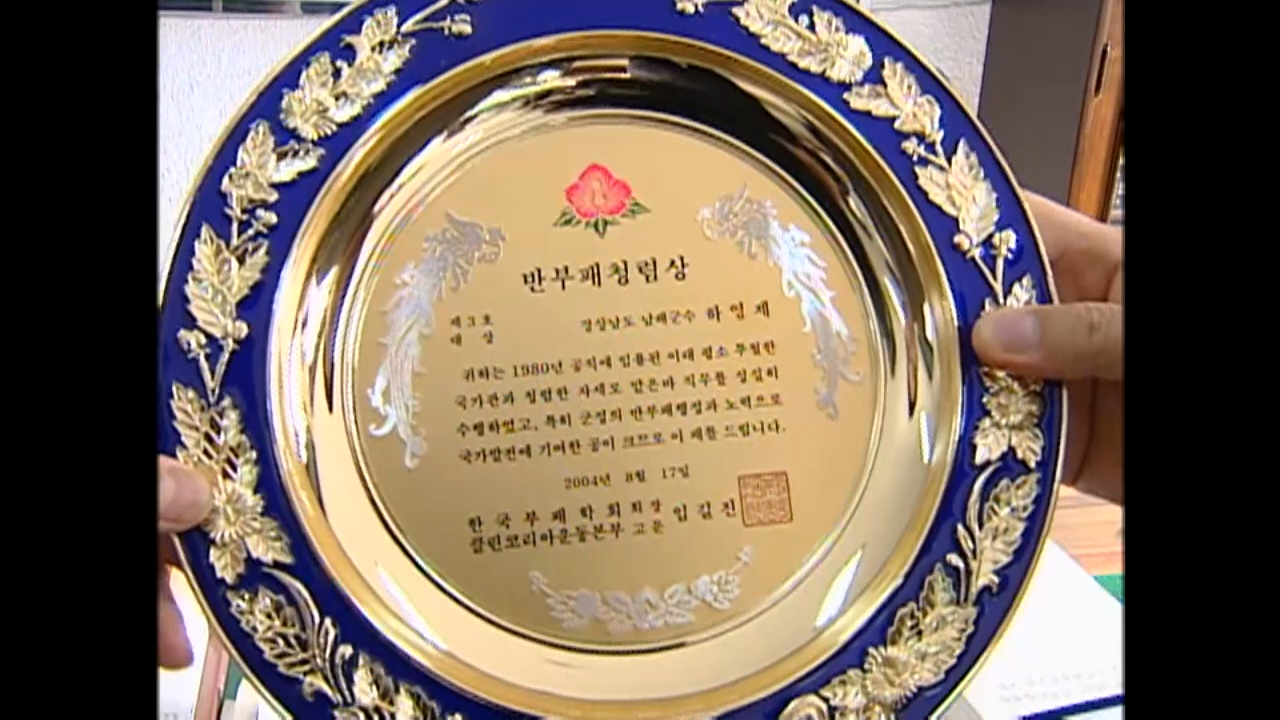 반부패청렴상
제 3 호
대 상
경상남도 남해군수 하 영 제
귀하는 1980년 공직에 임용된 이래 평소 투철한
국가관과 청렴한 자세로 맡은바 직무를 성실히
수행하였고, 특히 군정의 반부패행정과 노력으로
국가발전에 기여한 공이 크므로 이 패를 드립니다.
2004년 8월 17일
한 국 부 패 학 회 회 장
클린코리아운동본부 고 문
임 길 진